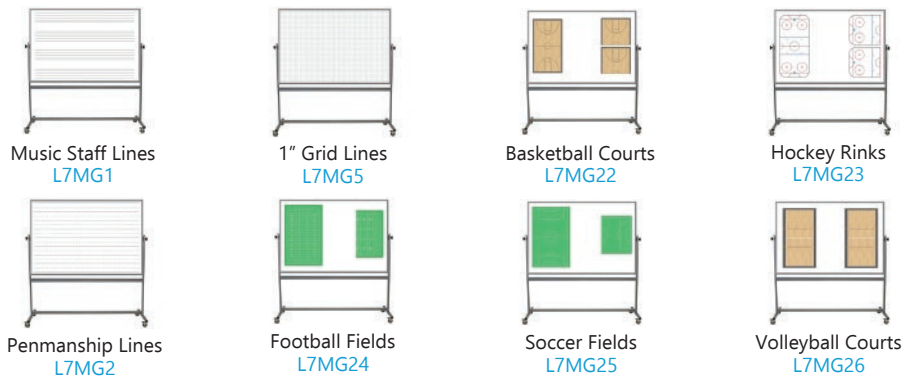 Music Staff Lines
L7MG1
1” Grid Lines
L7MG5
Basketball Courts
L7MG22
Hockey Rinks
L7MG23
Penmanship Lines
L7MG2
Football Fields
L7MG24
Soccer Fields
L7MG25
Volleyball Courts
L7MG26